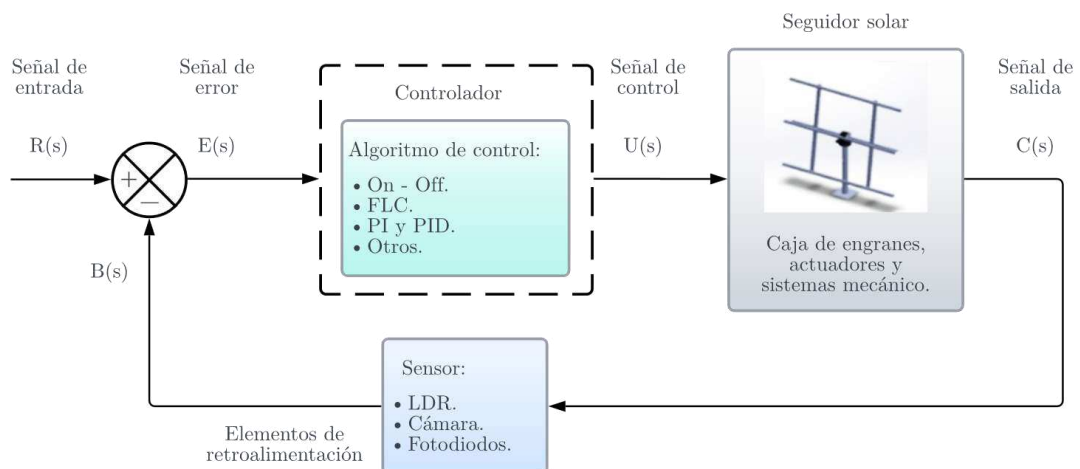 Seguidor solar
Señal de
entrada
Señal de
error
Controlador
Señal de
control
Señal de
salida
R(s)
E(s)
U(s)
C(s)
+
−
B(s)
Algoritmo de control:
• On - Off.
• FLC.
• PI y PID.
• Otros.
Caja de engranes,
actuadores y
sistemas mecánico.
Sensor:
• LDR.
• Cámara.
• Fotodiodos.
Elementos de
retroalimentación